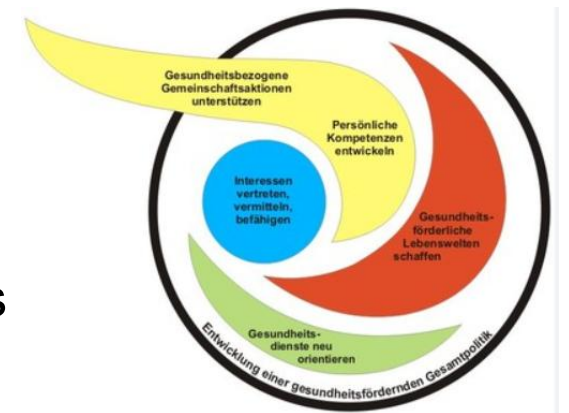 Gesundheitsbezogene
Gemeinschaftsaktionen
unterstützen
Persönliche
Kompetenzen
entwickeln
Interessen
vertreten,
vermitteln,
befähigen
Gesundheits-
förderliche
Lebenswelten
schaffen
s
Gesundheits-
dienste neu
orientieren
Entwicklung einer gesundheitsfördernden Gesamtpolitik